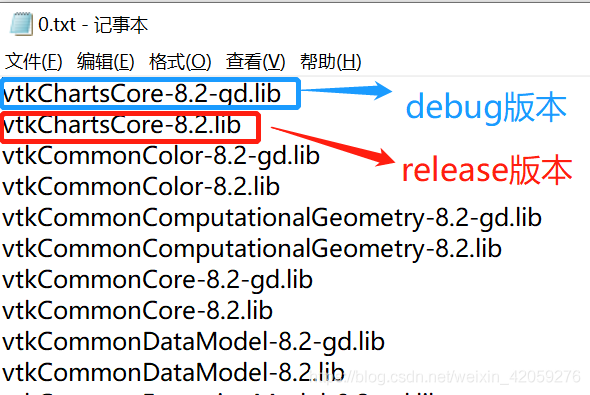 0.txt - 记事本
文件(F) 编辑(E) 格式(O) 查看(V) 帮助(H)
vtkChartsCore-8.2-gd.lib
debug版本
vtkChartsCore-8.2.lib
release版本
vtkCommonColor-8.2-gd.lib
vtkCommonColor-8.2.lib
vtkCommonComputationalGeometry-8.2-gd.lib
vtkCommonComputationalGeometry-8.2.lib
vtkCommonCore-8.2-gd.lib
vtkCommonCore-8.2.lib
vtkCommonDataModel-8.2-gd.lib
vtkCommonDataModel-8.2.lib
https://blog.csdn.net/weixin_42059276